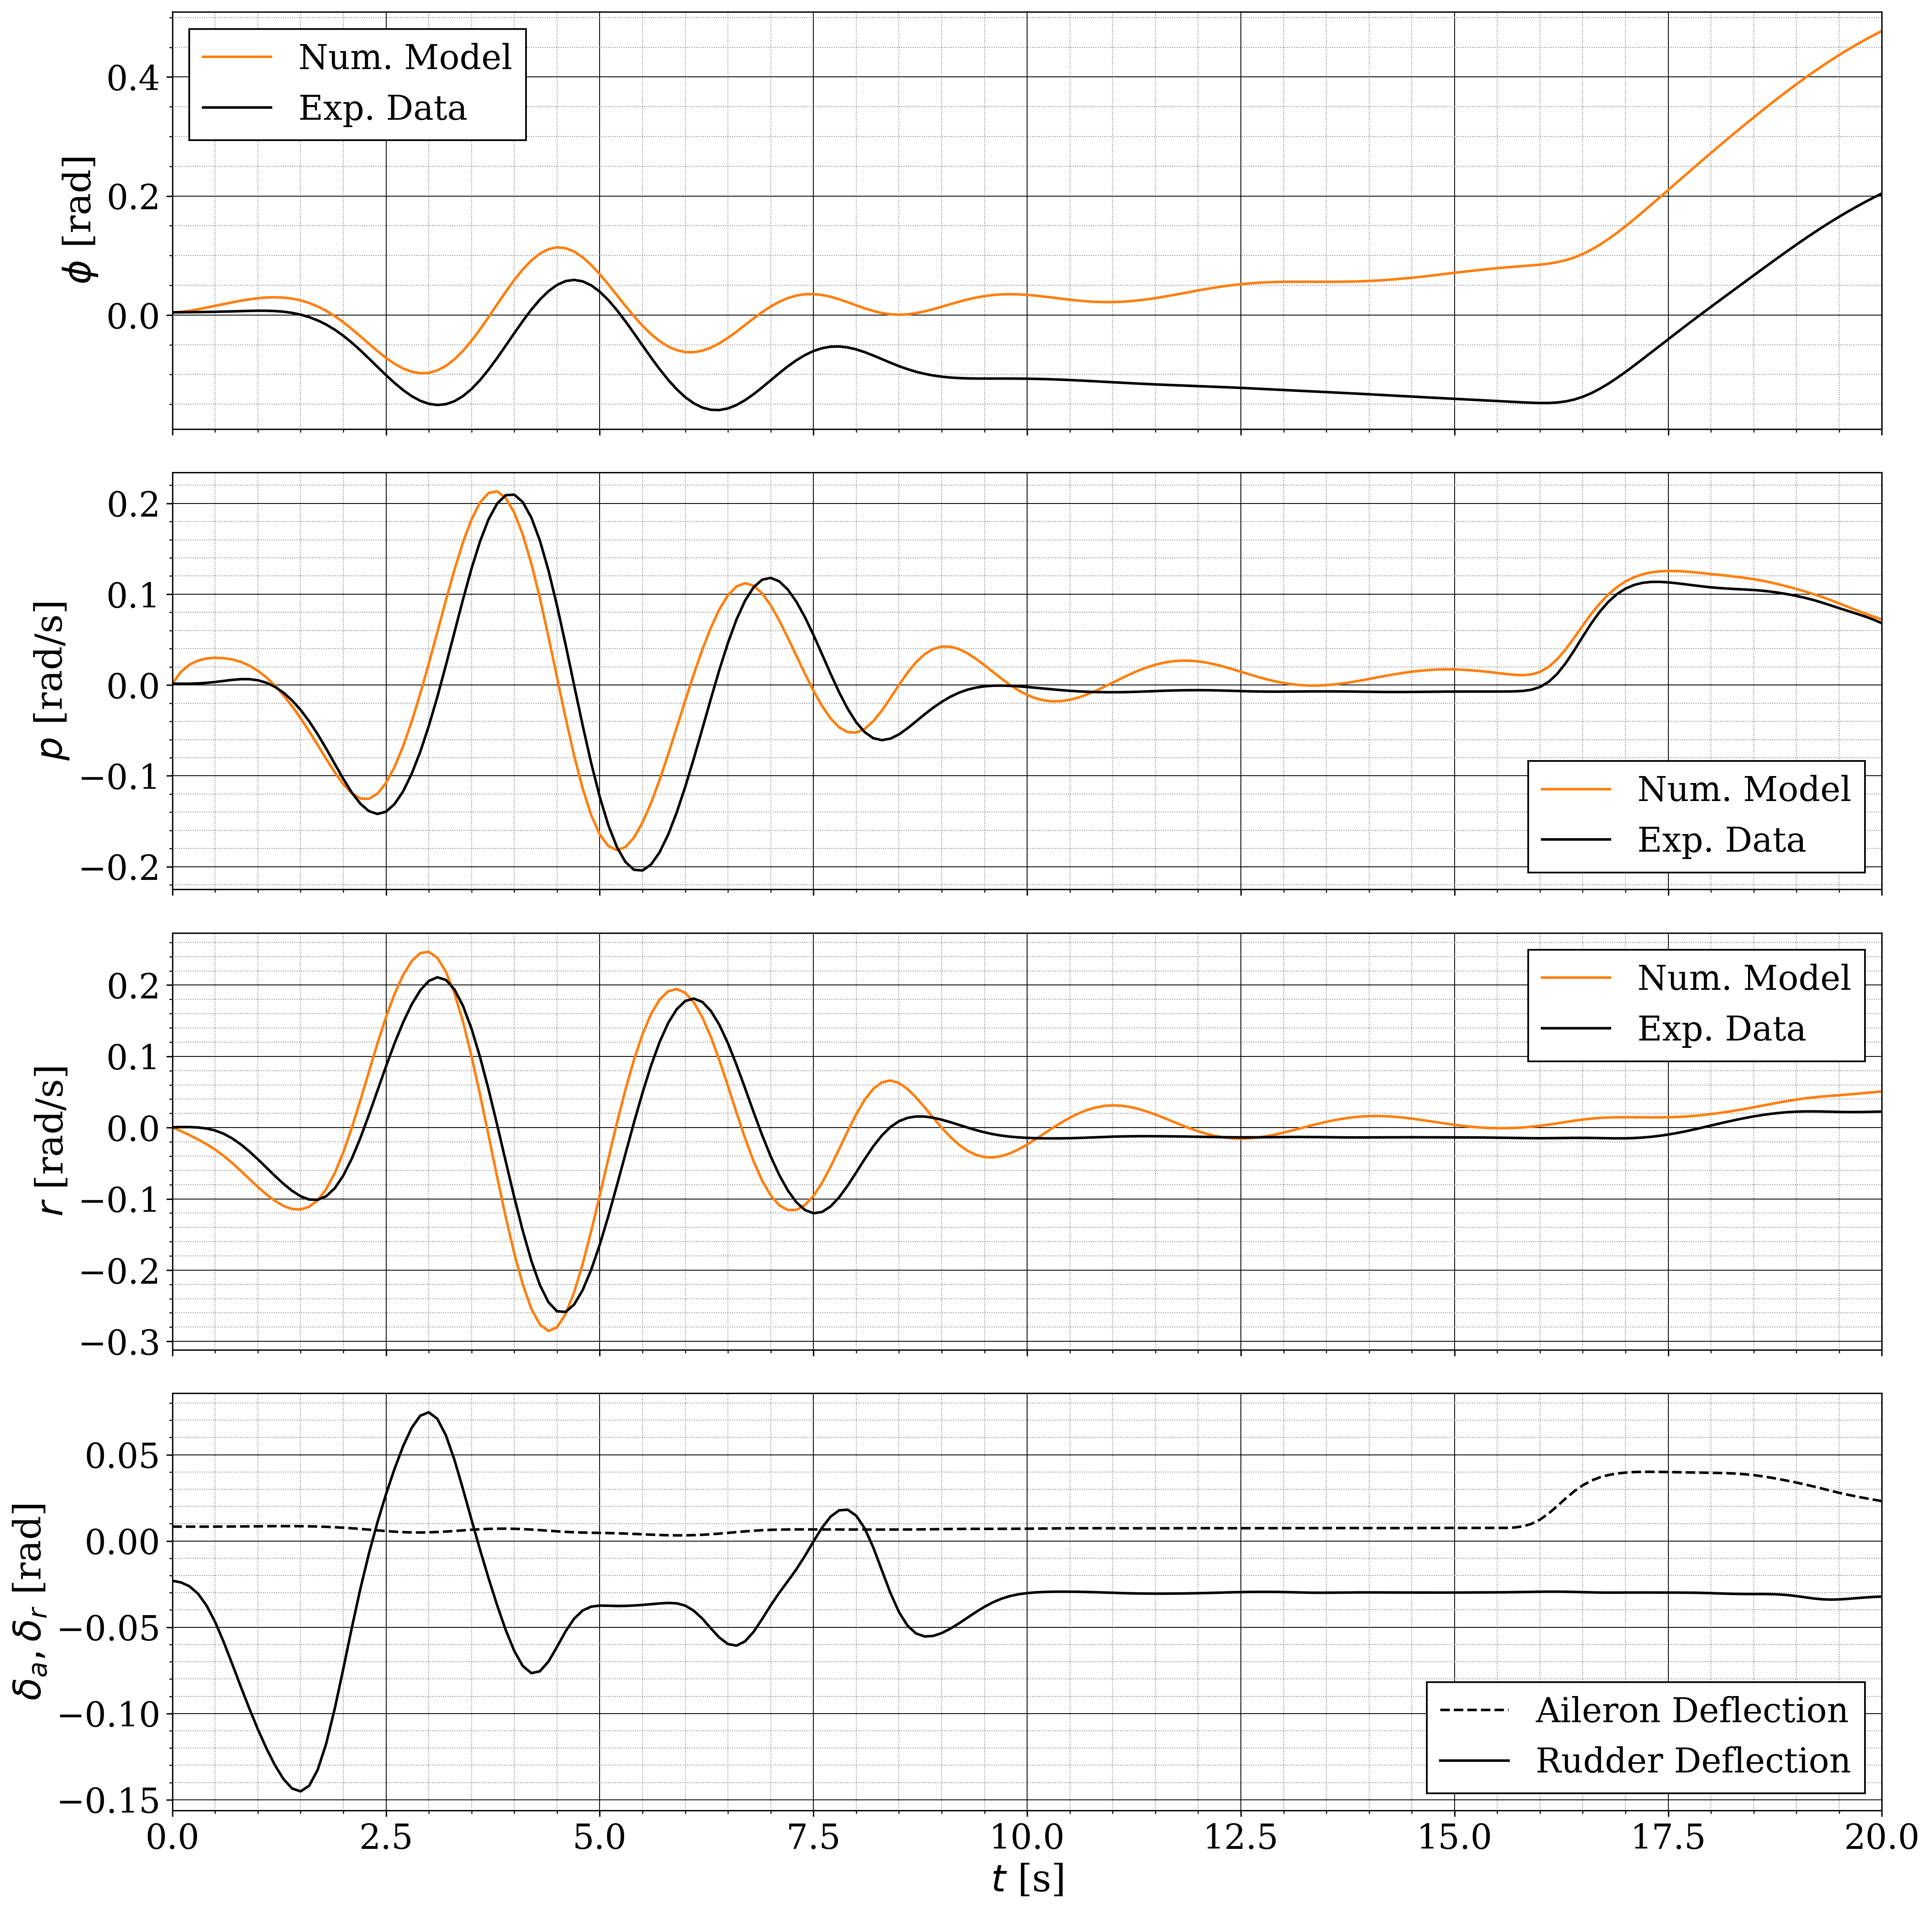 Num. Model
Exp. Data
0.4
0.2
0.0
ϕ [rad]
0.2
0.1
0.0
−0.1
−0.2
p [rad/s]
Num. Model
Exp. Data
Num. Model
Exp. Data
0.2
0.1
0.0
−0.1
−0.2
−0.3
r [rad/s]
0.05
0.00
−0.05
−0.10
−0.15
δa, δr [rad]
Aileron Deflection
Rudder Deflection
0.0 2.5 5.0 7.5 10.0 12.5 15.0 17.5 20.0
t [s]